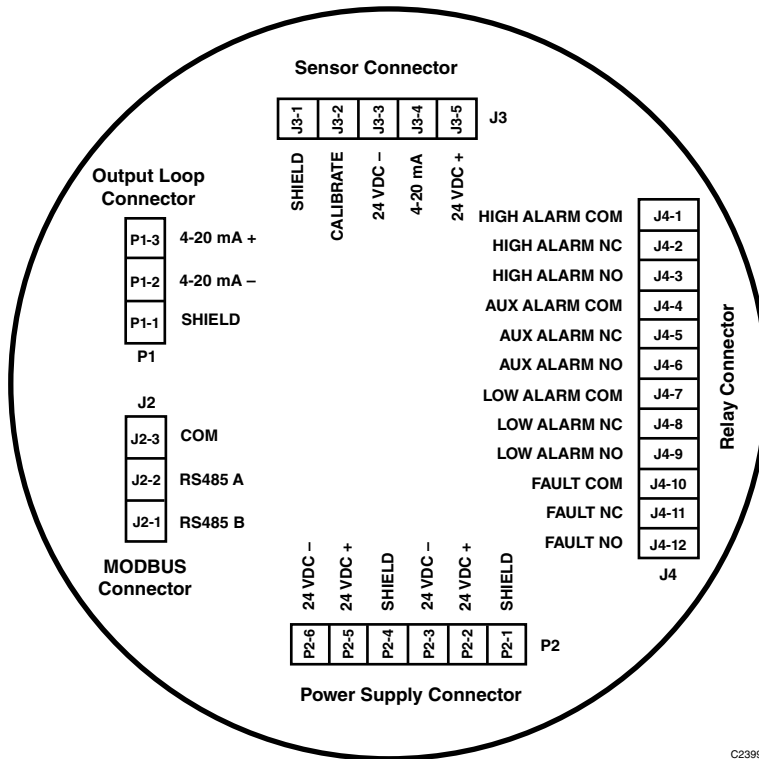 Sensor Connector
J3-1 J3-2 J3-3 J3-4 J3-5 J3
SHIELD
CALIBRATE
24 VDC –
4-20 mA
24 VDC +
Output Loop
Connector
P1-3 4-20 mA +
P1-2 4-20 mA –
P1-1 SHIELD
P1
J2
J2-3 COM
J2-2 RS485 A
J2-1 RS485 B
MODBUS
Connector
HIGH ALARM COM J4-1
HIGH ALARM NC J4-2
HIGH ALARM NO J4-3
AUX ALARM COM J4-4
AUX ALARM NC J4-5
AUX ALARM NO J4-6
LOW ALARM COM J4-7
LOW ALARM NC J4-8
LOW ALARM NO J4-9
FAULT COM J4-10
FAULT NC J4-11
FAULT NO J4-12
J4
Relay Connector
24 VDC –
24 VDC +
SHIELD
24 VDC –
24 VDC +
SHIELD
P2-6 P2-5 P2-4 P2-3 P2-2 P2-1 P2
Power Supply Connector
C2399